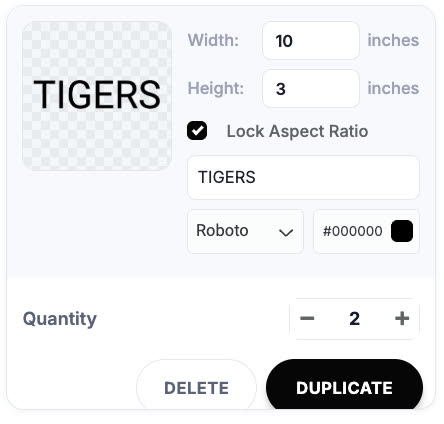 TIGERS
Width: 10 inches
Height: 3 inches
Lock Aspect Ratio
TIGERS
Roboto #000000
Quantity − 2 +
DELETE DUPLICATE